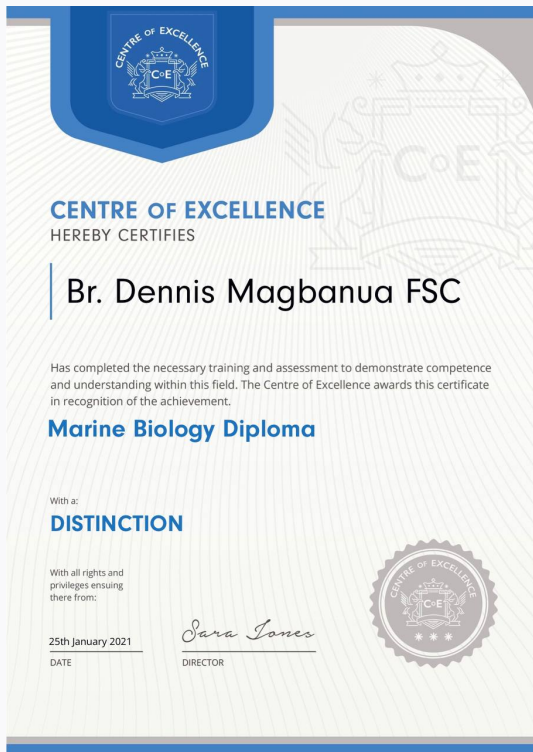 CENTRE OF EXCELLENCE
CoE
CoE
CENTRE OF EXCELLENCE
HEREBY CERTIFIES
Br. Dennis Magbanua FSC
Has completed the necessary training and assessment to demonstrate competence
and understanding within this field. The Centre of Excellence awards this certificate
in recognition of the achievement.
Marine Biology Diploma
With a:
DISTINCTION
With all rights and
privileges ensuing
there from:
25th January 2021
Sara Jones
DATE
DIRECTOR
CENTRE OF EXCELLENCE
CoE